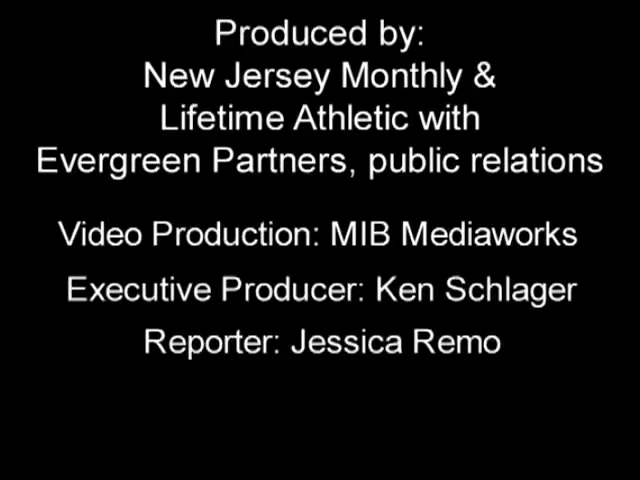 Produced by:
New Jersey Monthly &
Lifetime Athletic with
Evergreen Partners, public relations
Video Production: MIB Mediaworks
Executive Producer: Ken Schlager
Reporter: Jessica Remo